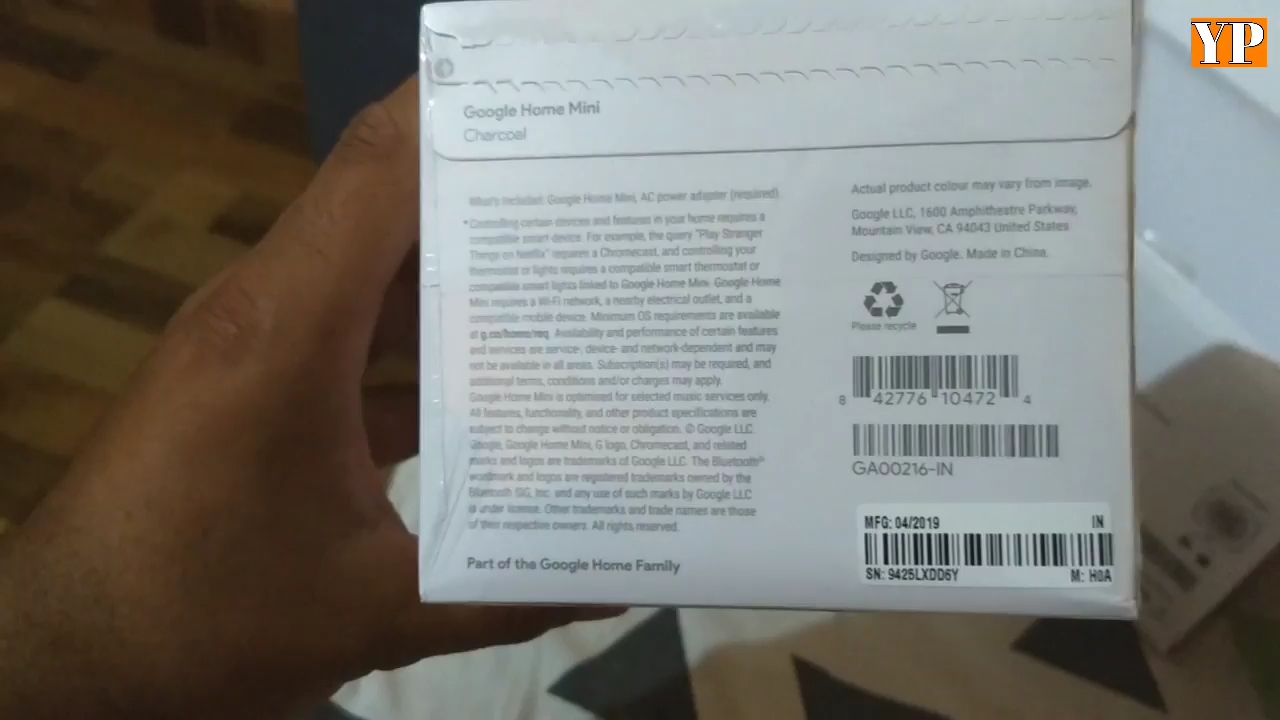 YP
Google Home Mini
Charcoal
What's included: Google Home Mini, AC power adapter (required)
*Controlling certain devices and features in your home requires a
compatible smart device. For example, the query "Play Stranger
Things on Netflix" requires a Chromecast, and controlling your
thermostat or lights requires a compatible smart thermostat or
compatible smart lights linked to Google Home Mini. Google Home
Mini requires a Wi-Fi network, a nearby electrical outlet, and a
compatible mobile device. Minimum OS requirements are available
at g.co/home/req. Availability and performance of certain features
and services are service-, device- and network-dependent and may
not be available in all areas. Subscription(s) may be required, and
additional terms, conditions and/or charges may apply.
Google Home Mini is optimised for selected music services only.
All features, functionality, and other product specifications are
subject to change without notice or obligation. © Google LLC.
Google, Google Home Mini, G logo, Chromecast, and related
marks and logos are trademarks of Google LLC. The Bluetooth®
wordmark and logos are registered trademarks owned by the
Bluetooth SIG, Inc. and any use of such marks by Google LLC
is under license. Other trademarks and trade names are those
of their respective owners. All rights reserved.
Part of the Google Home Family
Actual product colour may vary from image.
Google LLC, 1600 Amphitheatre Parkway,
Mountain View, CA 94043 United States
Designed by Google. Made in China.
Please recycle
8 42776 10472 4
GA00216-IN
MFG: 04/2019 IN
SN: 9425LXDD5Y M: H0A